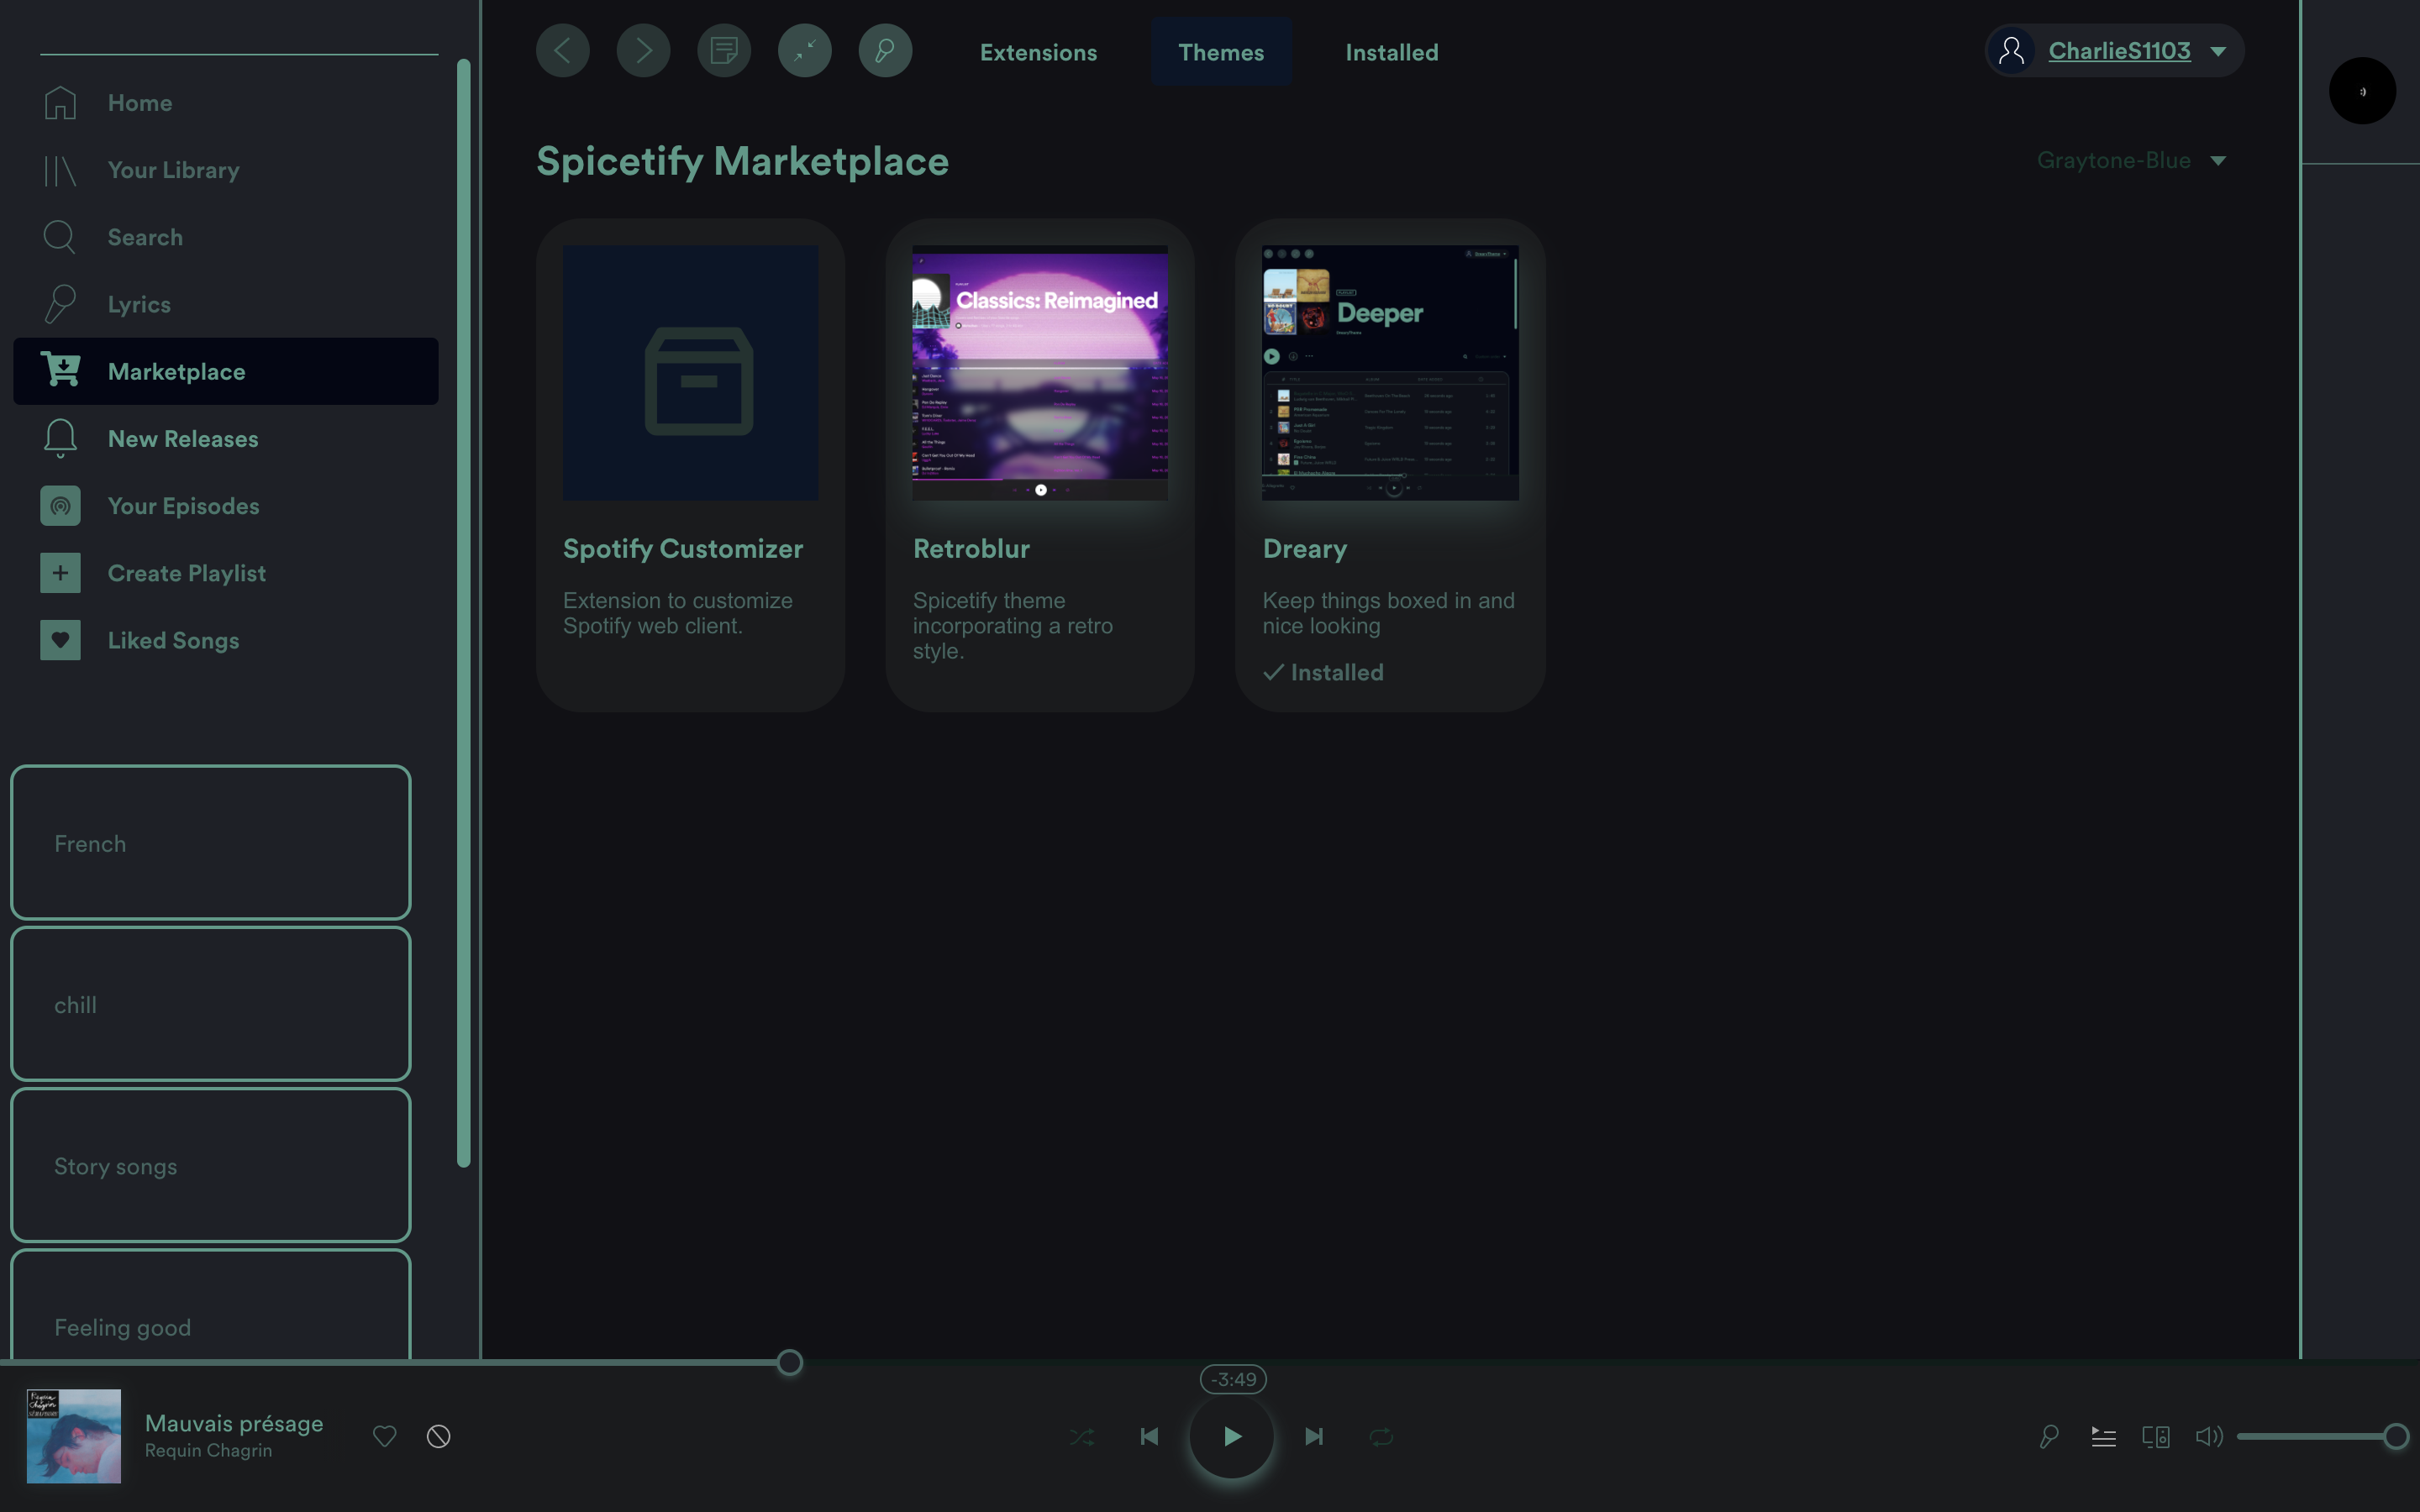 Extensions
Themes
Installed
CharlieS1103
:)
Home
Your Library
Search
Lyrics
Marketplace
New Releases
Your Episodes
Create Playlist
Liked Songs
French
chill
Story songs
Feeling good
Spicetify Marketplace
Graytone-Blue
Spotify Customizer
Extension to customize
Spotify web client.
Classics: Reimagined
Retroblur
Spicetify theme
incorporating a retro
style.
Deeper
Dreary
Keep things boxed in and
nice looking
Installed
Requin
Chagrin
Mauvais présage
Requin Chagrin
-3:49